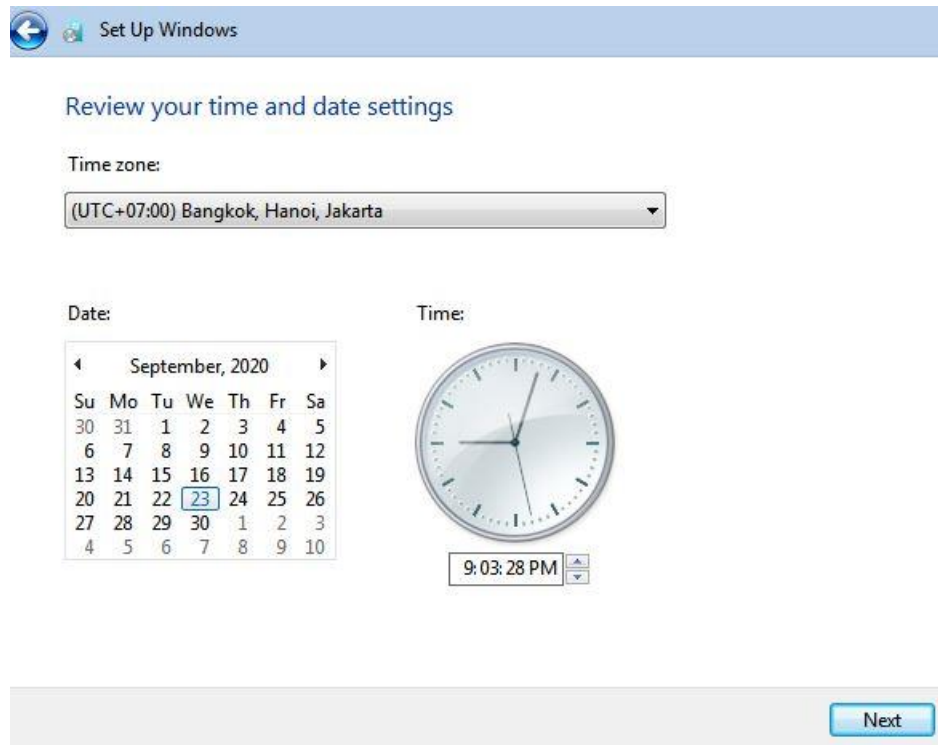 Set Up Windows
Review your time and date settings
Time zone:
(UTC+07:00) Bangkok, Hanoi, Jakarta
Date:
Time:
September, 2020
Su Mo Tu We Th Fr Sa
30 31 1 2 3 4 5
6 7 8 9 10 11 12
13 14 15 16 17 18 19
20 21 22 23 24 25 26
27 28 29 30 1 2 3
4 5 6 7 8 9 10
9:03:28 PM
Next